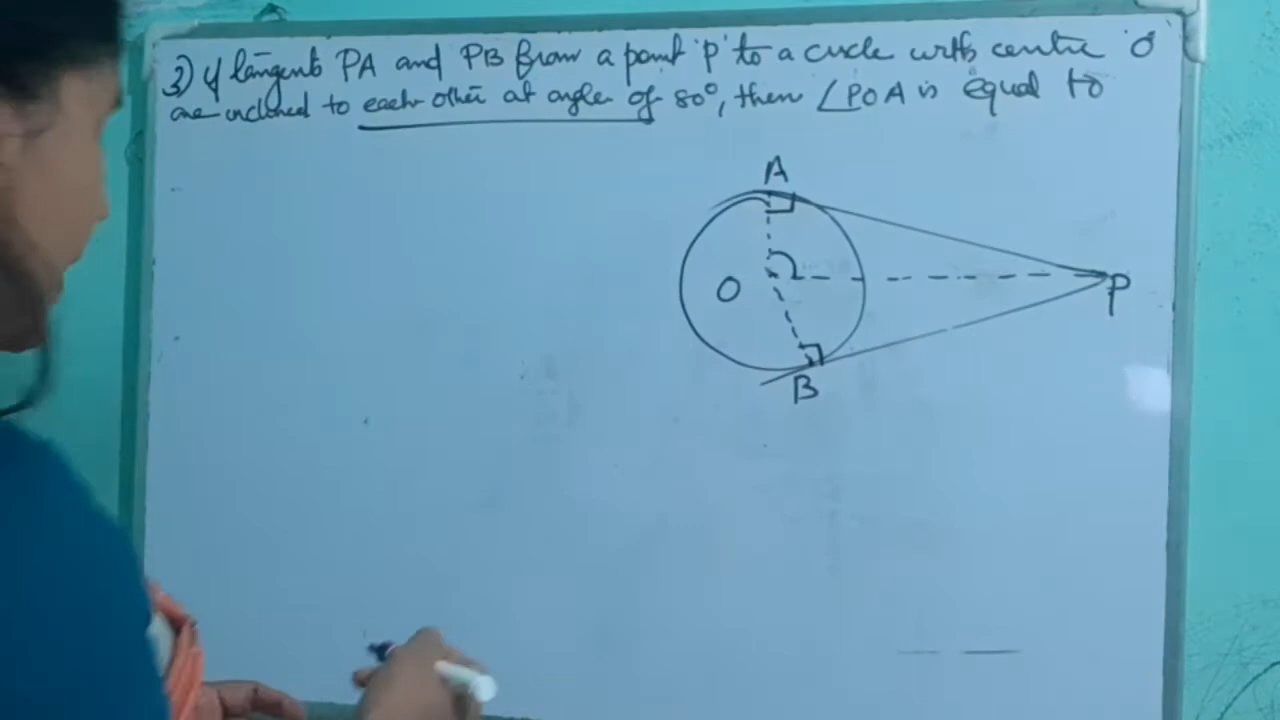 3) If tangents PA and PB from a point 'P' to a circle with centre 'O'
are inclined to each other at angle of 80°, then ∠POA is equal to
A
O
P
B